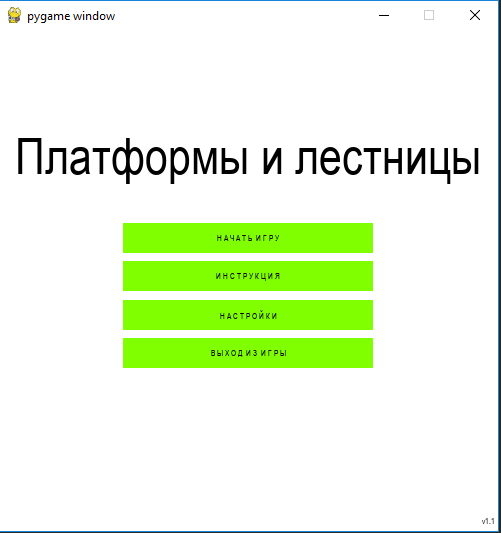 pygame window
Платформы и лестницы
НАЧАТЬ ИГРУ
ИНСТРУКЦИЯ
НАСТРОЙКИ
ВЫХОД ИЗ ИГРЫ
v1.1